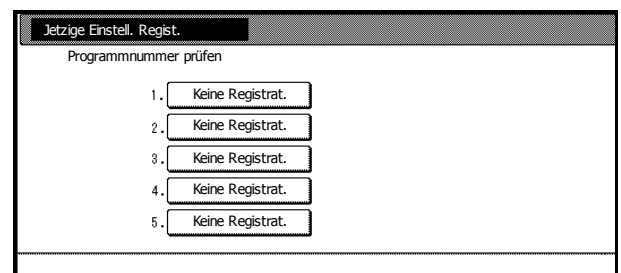 Jetzige Einstell. Regist.
Programmnummer prüfen
1. Keine Registrat.
2. Keine Registrat.
3. Keine Registrat.
4. Keine Registrat.
5. Keine Registrat.